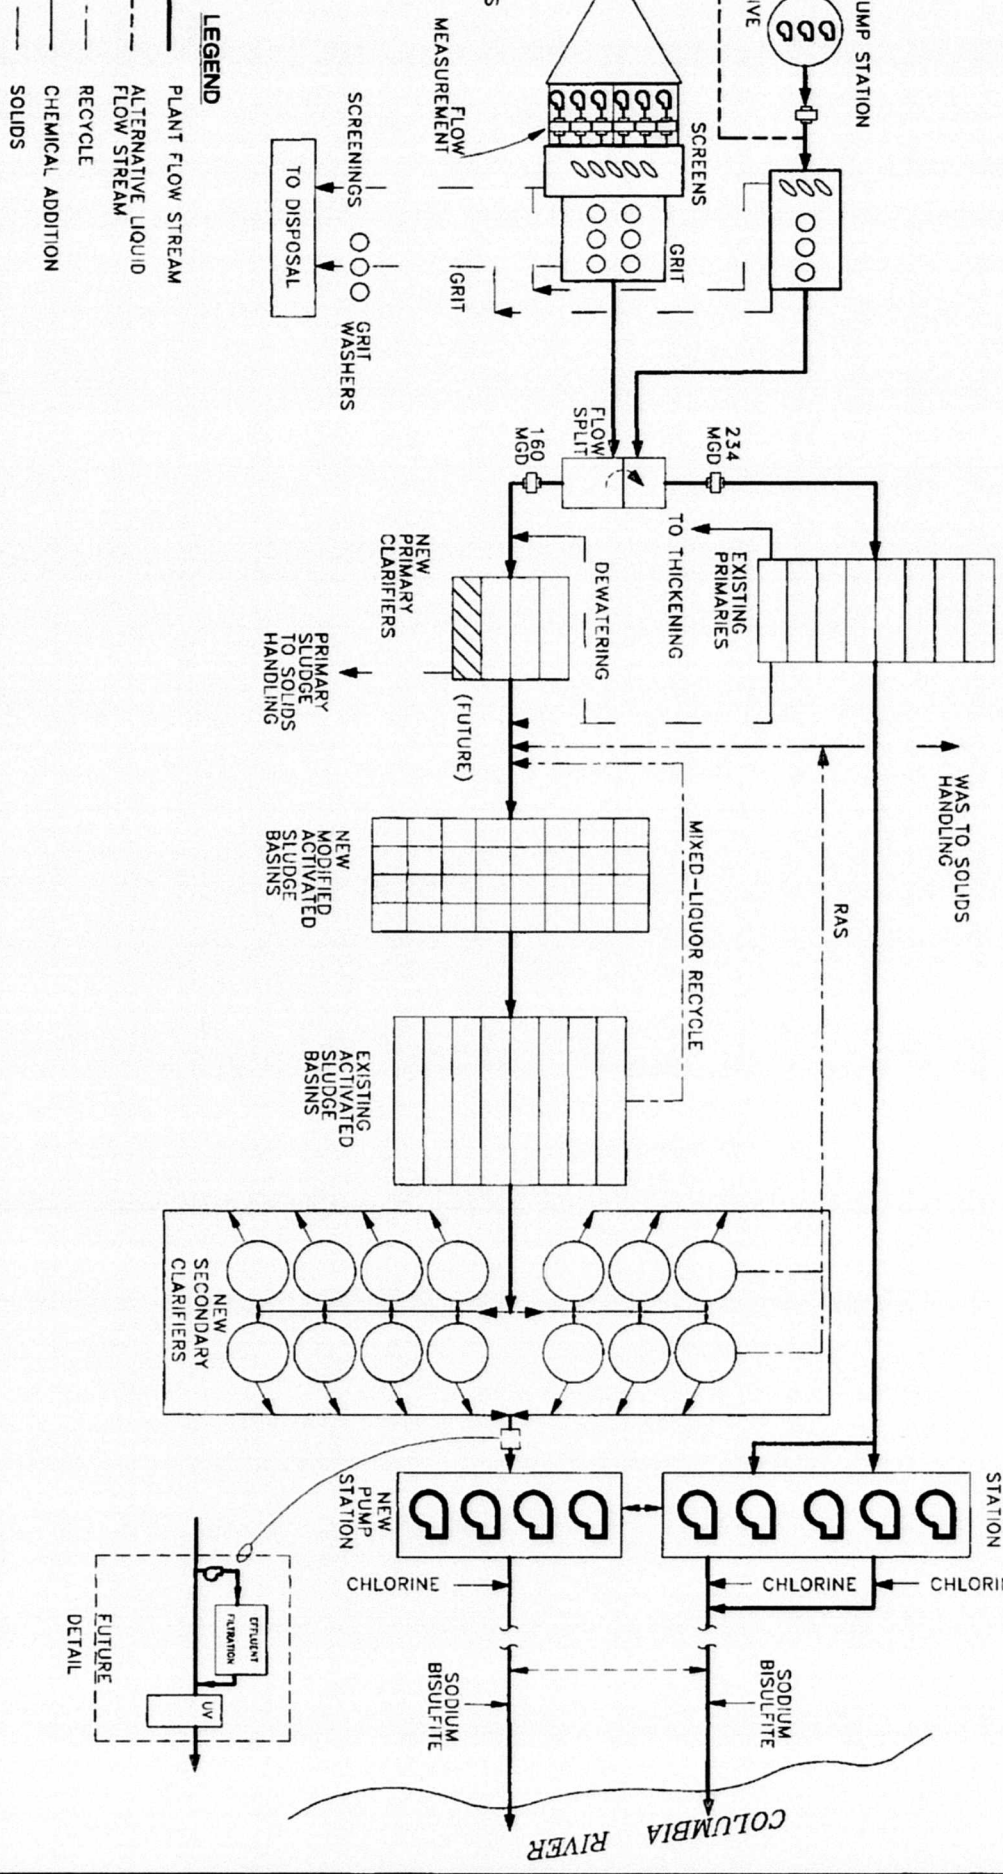 UMP STATION
IVE
S
FLOW
MEASUREMENT
SCREENS
GRIT
GRIT
SCREENINGS
TO DISPOSAL
GRIT
WASHERS
LEGEND
PLANT FLOW STREAM
ALTERNATIVE LIQUID
FLOW STREAM
RECYCLE
CHEMICAL ADDITION
SOLIDS
FLOW
SPLIT
234
MGD
160
MGD
TO THICKENING
EXISTING
PRIMARIES
DEWATERING
NEW
PRIMARY
CLARIFIERS
PRIMARY
SLUDGE
TO SOLIDS
HANDLING
(FUTURE)
WAS TO SOLIDS
HANDLING
NEW
MODIFIED
ACTIVATED
SLUDGE
BASINS
MIXED-LIQUOR RECYCLE
RAS
EXISTING
ACTIVATED
SLUDGE
BASINS
NEW
SECONDARY
CLARIFIERS
STATION
NEW
PUMP
STATION
CHLORINE
CHLORINE
CHLORI
SODIUM
BISULFITE
SODIUM
BISULFITE
COLUMBIA RIVER
EFFLUENT
FILTRATION
UV
FUTURE
DETAIL